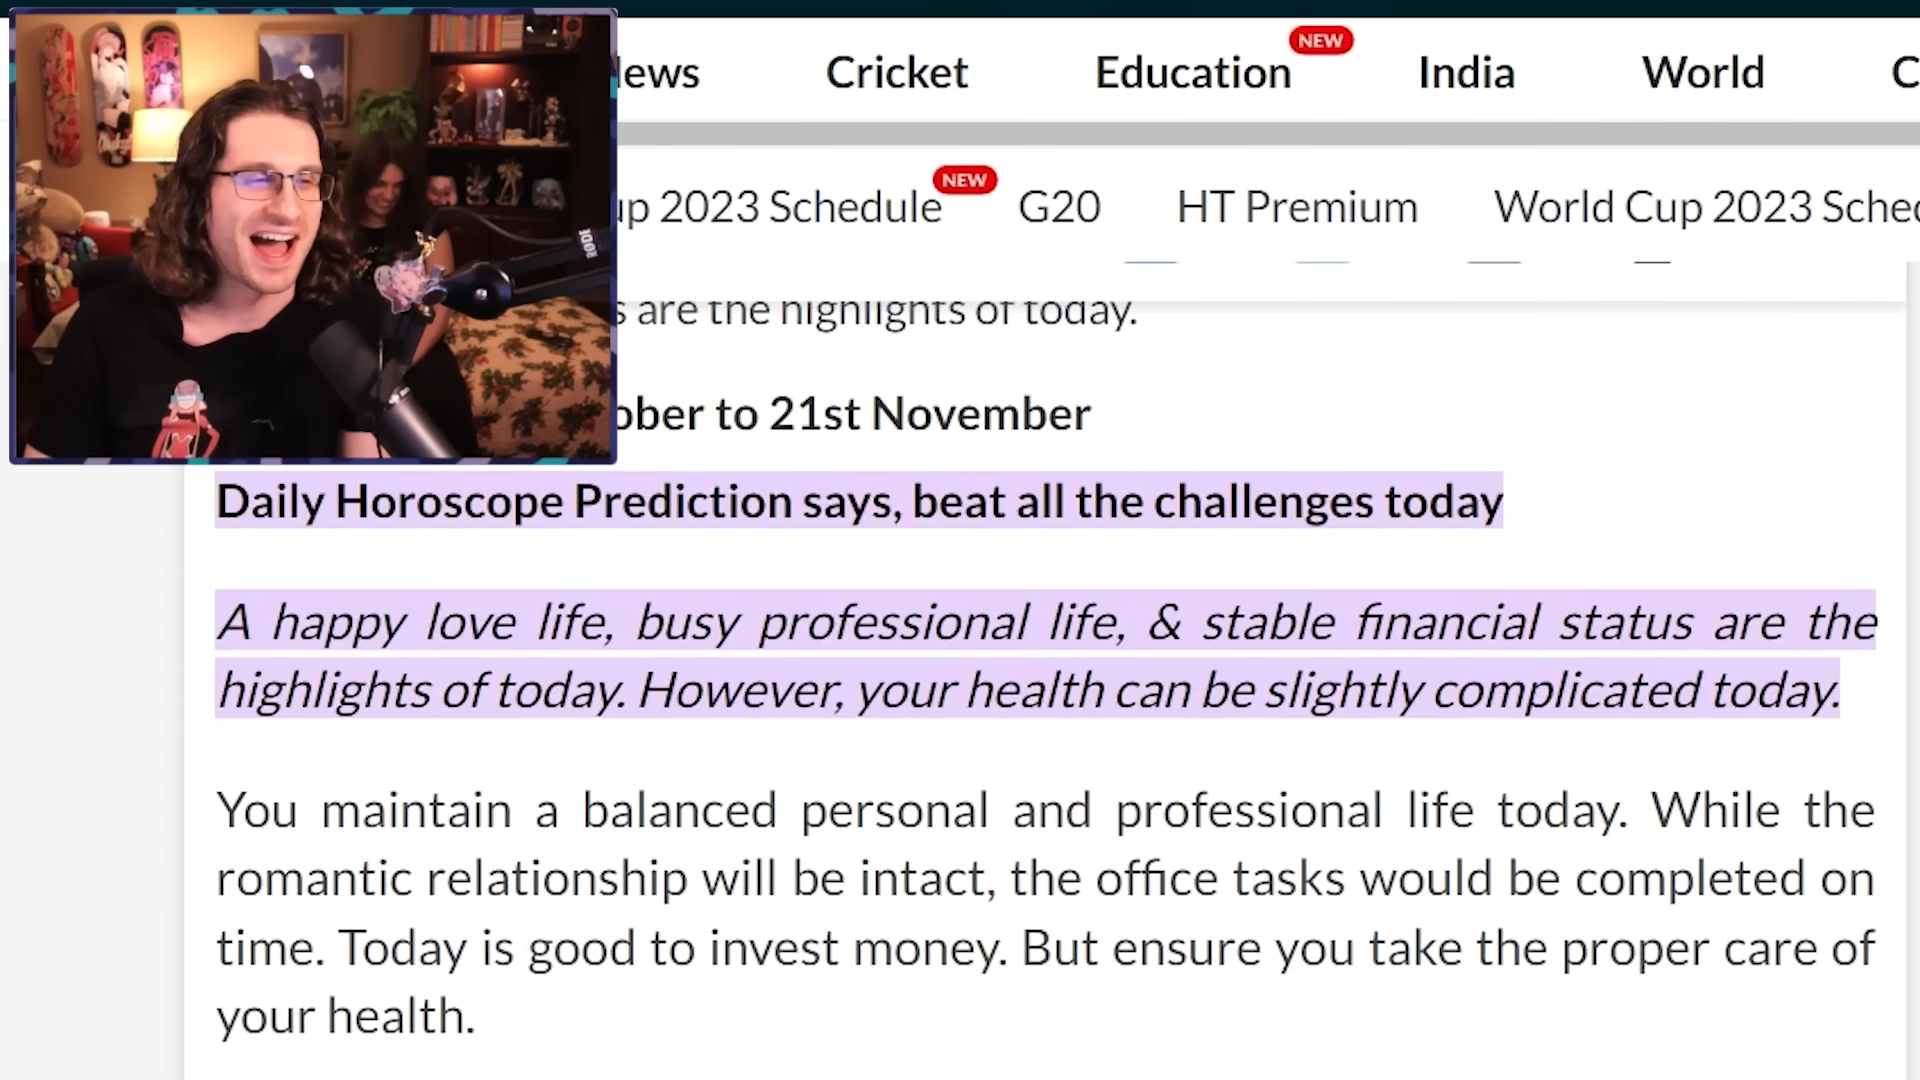 RØDE
News Cricket Education NEW India World C
up 2023 Schedule NEW G20 HT Premium World Cup 2023 Sched
s are the highlights of today.
ober to 21st November
Daily Horoscope Prediction says, beat all the challenges today
A happy love life, busy professional life, & stable financial status are the
highlights of today. However, your health can be slightly complicated today.
You maintain a balanced personal and professional life today. While the
romantic relationship will be intact, the office tasks would be completed on
time. Today is good to invest money. But ensure you take the proper care of
your health.